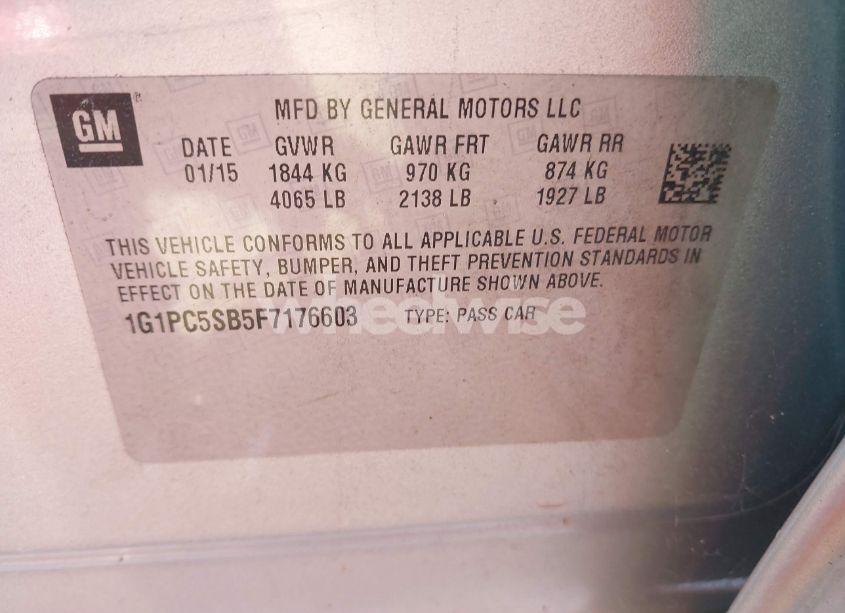 GM
MFD BY GENERAL MOTORS LLC
DATE GVWR GAWR FRT GAWR RR
01/15 1844 KG 970 KG 874 KG
4065 LB 2138 LB 1927 LB
THIS VEHICLE CONFORMS TO ALL APPLICABLE U.S. FEDERAL MOTOR
VEHICLE SAFETY, BUMPER, AND THEFT PREVENTION STANDARDS IN
EFFECT ON THE DATE OF MANUFACTURE SHOWN ABOVE.
1G1PC5SB5F7176603 TYPE: PASS CAR
wheelwise